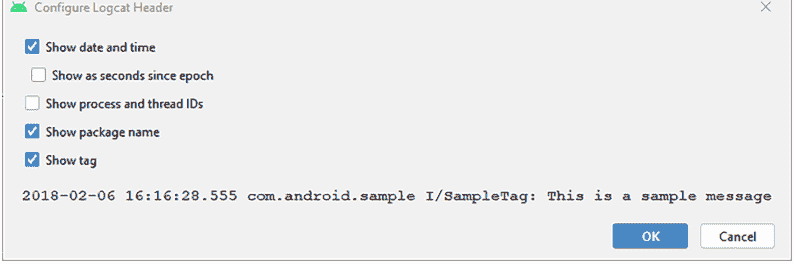 Configure Logcat Header
Show date and time
Show as seconds since epoch
Show process and thread IDs
Show package name
Show tag
2018-02-06 16:16:28.555 com.android.sample I/SampleTag: This is a sample message
OK Cancel